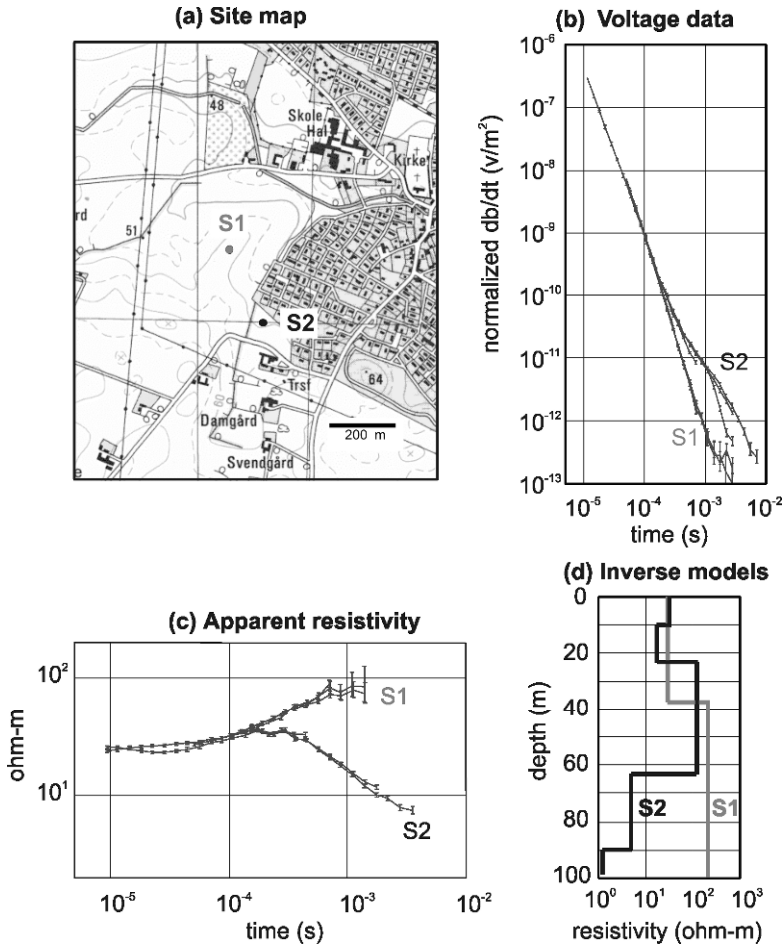 (a) Site map
48
Skole
Hal
Kirke
rd
S1
51
S2
Trsf
64
Damgård
200 m
Svendgård
e
(b) Voltage data
normalized db/dt (v/m²)
10⁻⁶
10⁻⁷
10⁻⁸
10⁻⁹
10⁻¹⁰
10⁻¹¹
10⁻¹²
10⁻¹³
S2
S1
10⁻⁵ 10⁻⁴ 10⁻³ 10⁻²
time (s)
(c) Apparent resistivity
ohm-m
10²
10¹
S1
S2
10⁻⁵ 10⁻⁴ 10⁻³ 10⁻²
time (s)
(d) Inverse models
depth (m)
0
20
40
60
80
100
S2 S1
10⁰ 10¹ 10² 10³
resistivity (ohm-m)